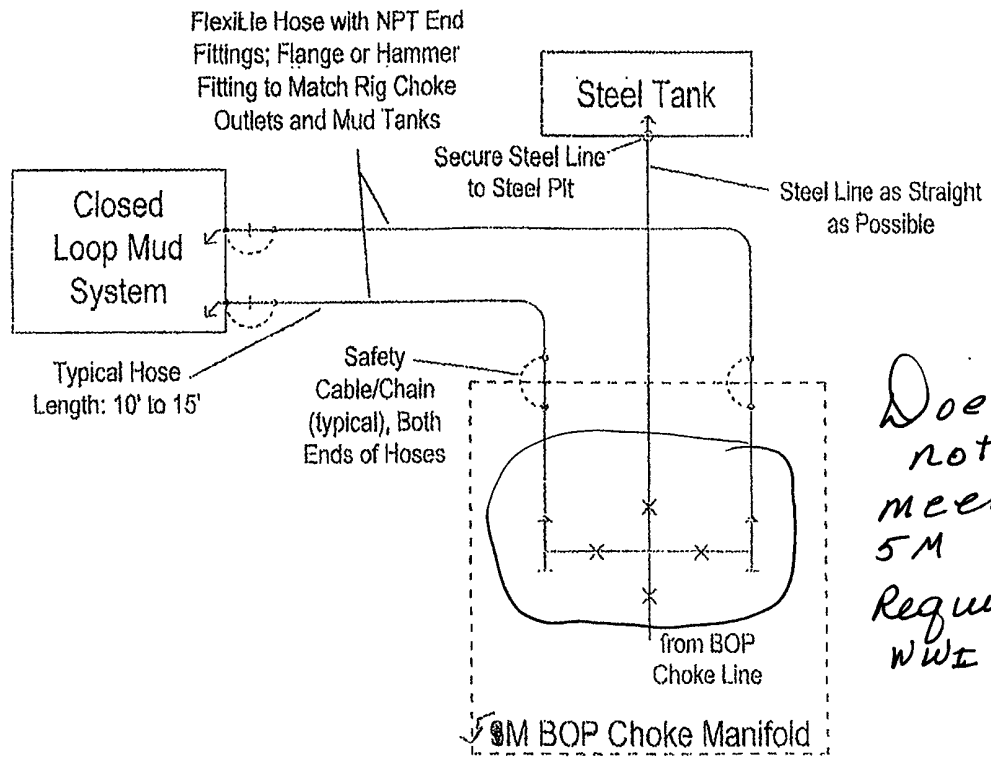 Flexible Hose with NPT End
Fittings; Flange or Hammer
Fitting to Match Rig Choke
Outlets and Mud Tanks
Steel Tank
Secure Steel Line
to Steel Pit
Steel Line as Straight
as Possible
Closed
Loop Mud
System
Typical Hose
Length: 10' to 15'
Safety
Cable/Chain
(typical), Both
Ends of Hoses
not
5M
WWI
from BOP
Choke Line
BOP Choke Manifold